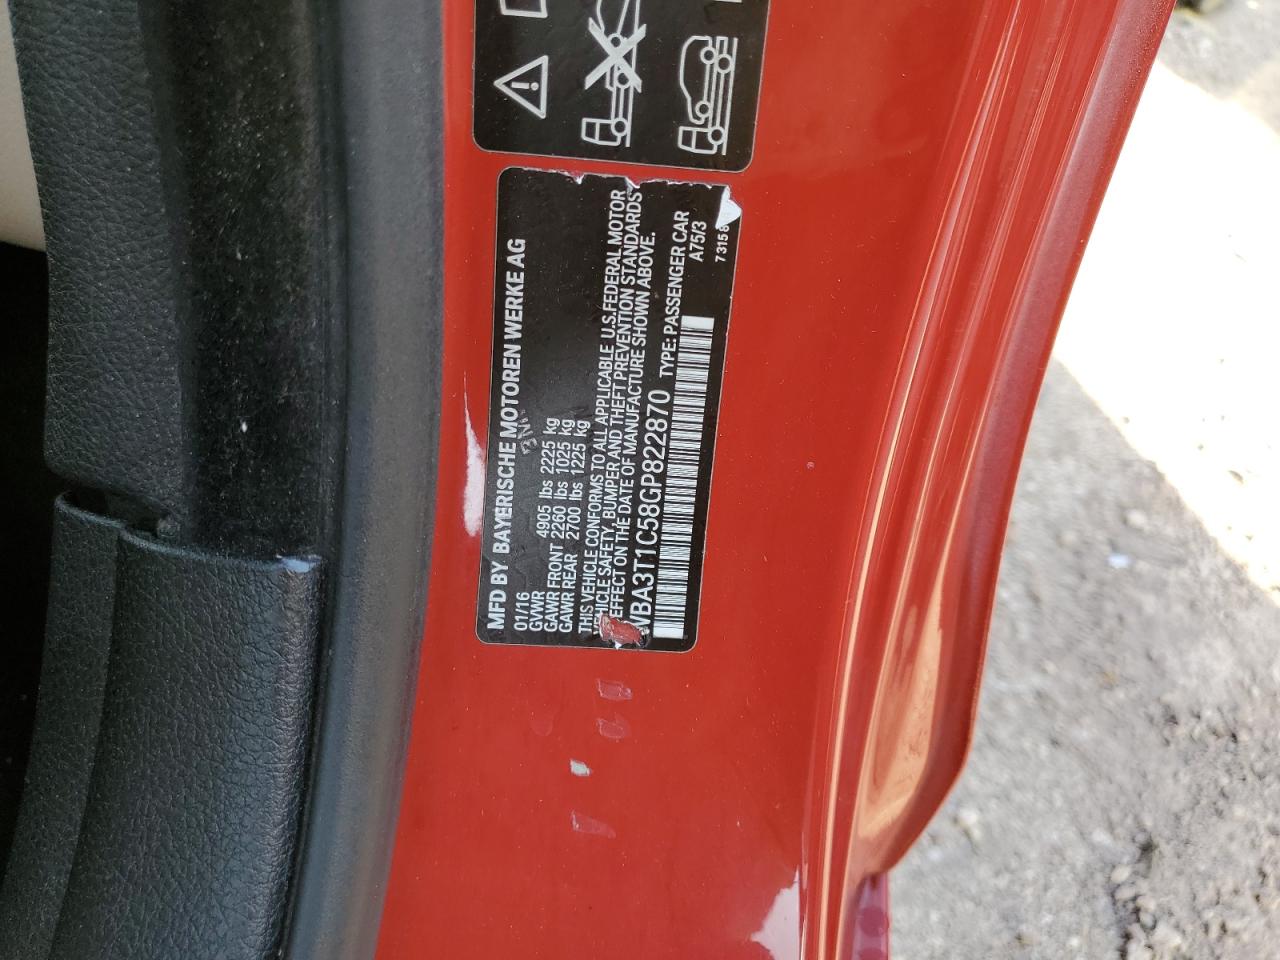 MFD BY BAYERISCHE MOTOREN WERKE AG
01/16
GVWR 4905 lbs 2225 kg
GAWR FRONT 2260 lbs 1025 kg
GAWR REAR 2700 lbs 1225 kg
THIS VEHICLE CONFORMS TO ALL APPLICABLE U.S. FEDERAL MOTOR
VEHICLE SAFETY, BUMPER AND THEFT PREVENTION STANDARDS
EFFECT ON THE DATE OF MANUFACTURE SHOWN ABOVE.
WBA3T1C58GP822870 TYPE: PASSENGER CAR
A75/3
7315